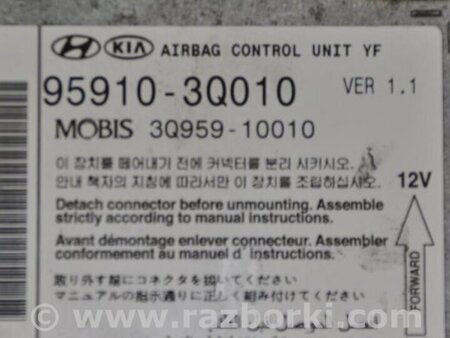 HYUNDAI KIA AIRBAG CONTROL UNIT YF
95910-3Q010 VER 1.1
MOBIS 3Q959-10010
이 장치를 떼어내기 전에 커넥터를 분리 시키시오.
안내 책자의 지침에 따라서만 이 장치를 조립하십시오. 12V
Detach connector before unmounting. Assemble
strictly according to manual instructions.
Avant démontage enlever connecteur. Assembler
conformement au manuel d'instructions.
FORWARD
取り外す際にコネクタを抜いてください
マニュアルの指示通りに正しく組み付けてください
© www.razborki.com